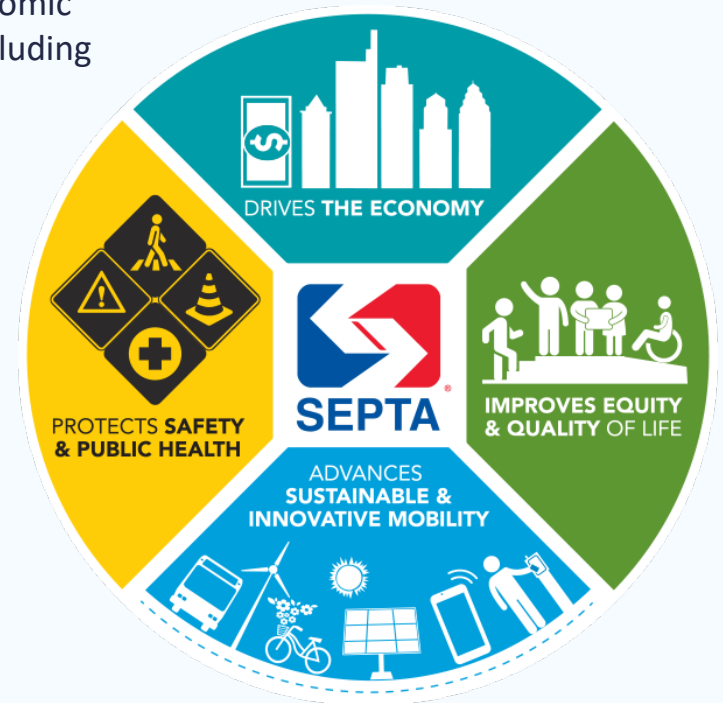 omic
luding
DRIVES THE ECONOMY
PROTECTS SAFETY
& PUBLIC HEALTH
SEPTA
IMPROVES EQUITY
& QUALITY OF LIFE
ADVANCES
SUSTAINABLE &
INNOVATIVE MOBILITY